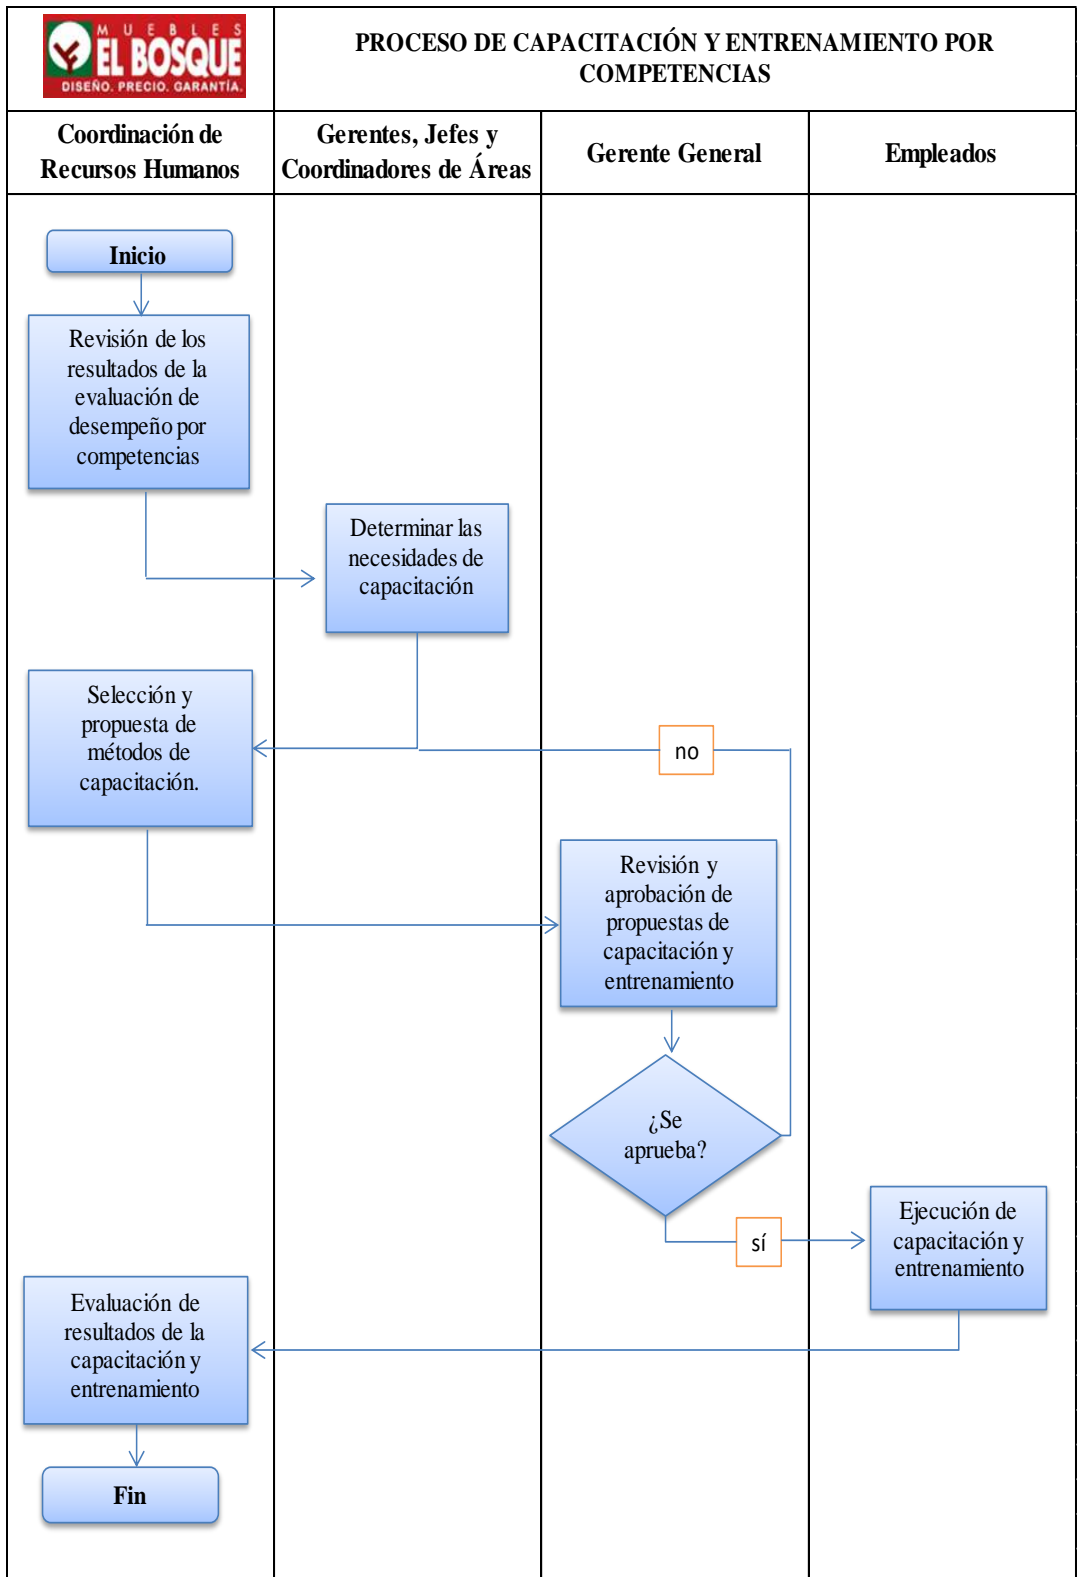 MUEBLES
EL BOSQUE
DISEÑO. PRECIO. GARANTÍA.
PROCESO DE CAPACITACIÓN Y ENTRENAMIENTO POR
COMPETENCIAS
Coordinación de
Recursos Humanos
Gerentes, Jefes y
Coordinadores de Áreas
Gerente General
Empleados
Inicio
Revisión de los
resultados de la
evaluación de
desempeño por
competencias
Determinar las
necesidades de
capacitación
Selección y
propuesta de
métodos de
capacitación.
no
Revisión y
aprobación de
propuestas de
capacitación y
entrenamiento
¿Se
aprueba?
sí
Ejecución de
capacitación y
entrenamiento
Evaluación de
resultados de la
capacitación y
entrenamiento
Fin